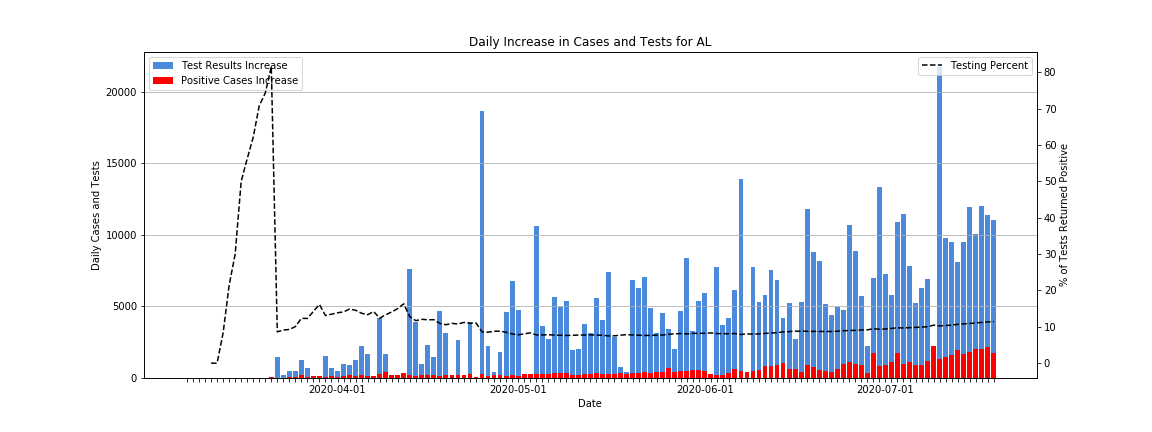 Daily Increase in Cases and Tests for AL
Test Results Increase
Positive Cases Increase
Testing Percent
20000
15000
10000
5000
0
Daily Cases and Tests
80
70
60
50
40
30
20
10
0
% of Tests Returned Positive
2020-04-01
2020-05-01
2020-06-01
2020-07-01
Date